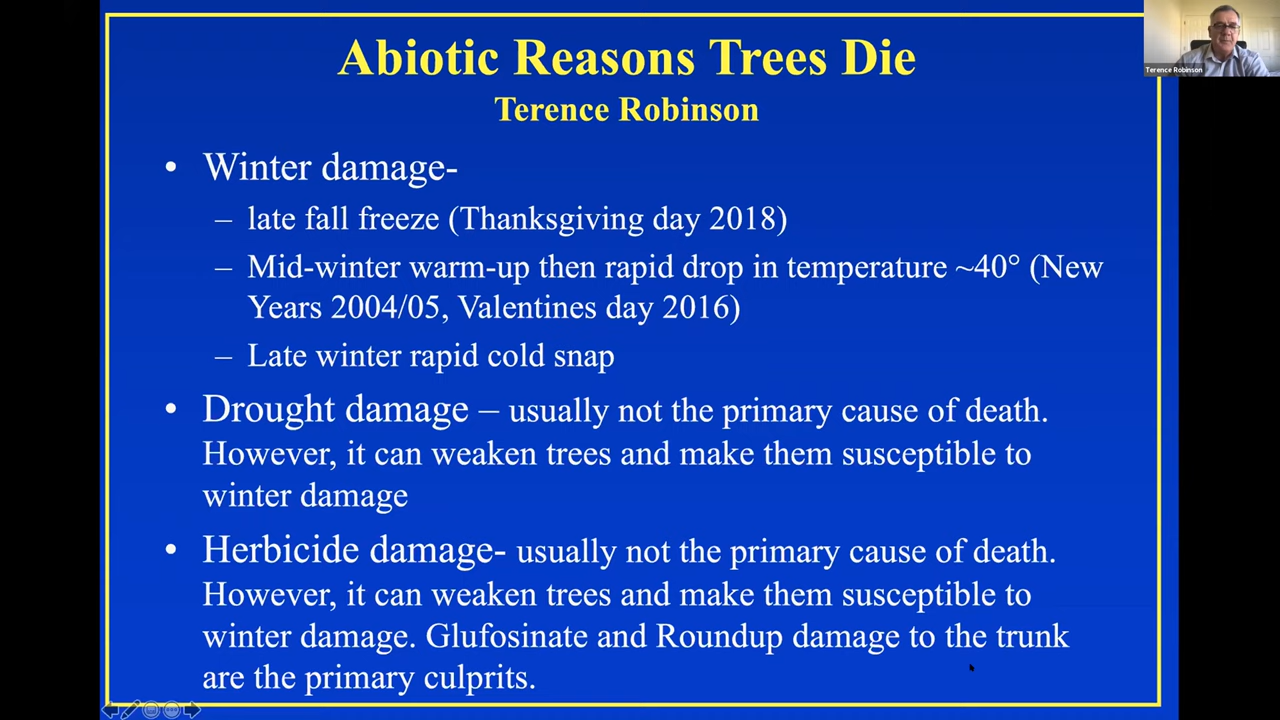 Abiotic Reasons Trees Die
Terence Robinson
Terence Robinson
• Winter damage-
– late fall freeze (Thanksgiving day 2018)
– Mid-winter warm-up then rapid drop in temperature ~40° (New
Years 2004/05, Valentines day 2016)
– Late winter rapid cold snap
• Drought damage – usually not the primary cause of death.
However, it can weaken trees and make them susceptible to
winter damage
• Herbicide damage- usually not the primary cause of death.
However, it can weaken trees and make them susceptible to
winter damage. Glufosinate and Roundup damage to the trunk
are the primary culprits.